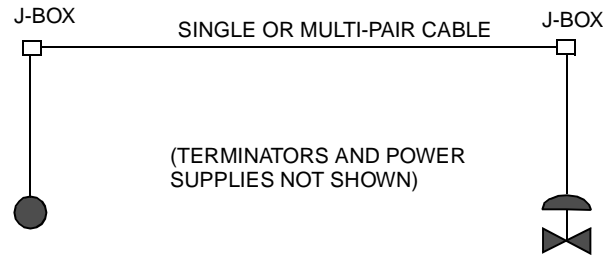 J-BOX
SINGLE OR MULTI-PAIR CABLE
J-BOX
(TERMINATORS AND POWER
SUPPLIES NOT SHOWN)